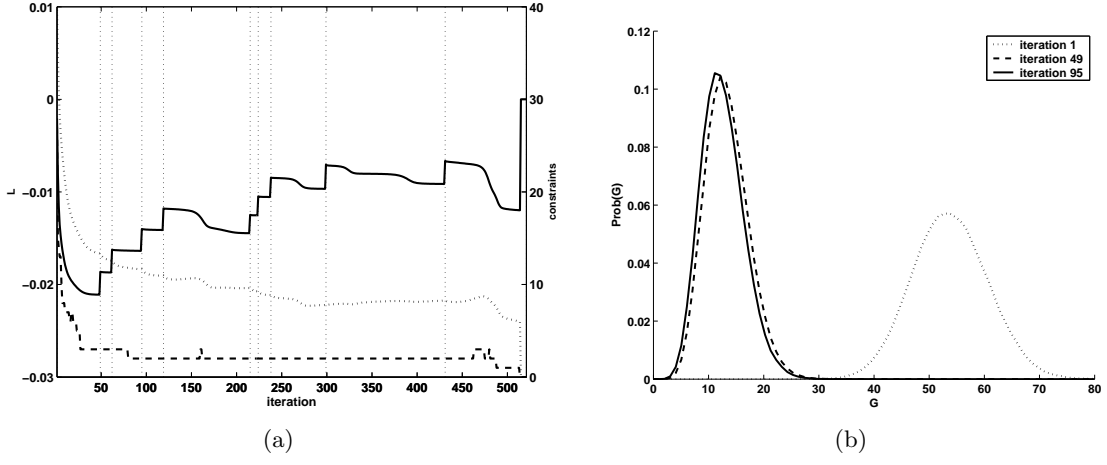 0.01
0
−0.01
−0.02
−0.03
L
40
30
20
10
0
constraints
50 100 150 200 250 300 350 400 450 500
iteration
(a)
0.12
0.1
0.08
0.06
0.04
0.02
0
Prob(G)
iteration 1
iteration 49
iteration 95
0 10 20 30 40 50 60 70 80
G
(b)